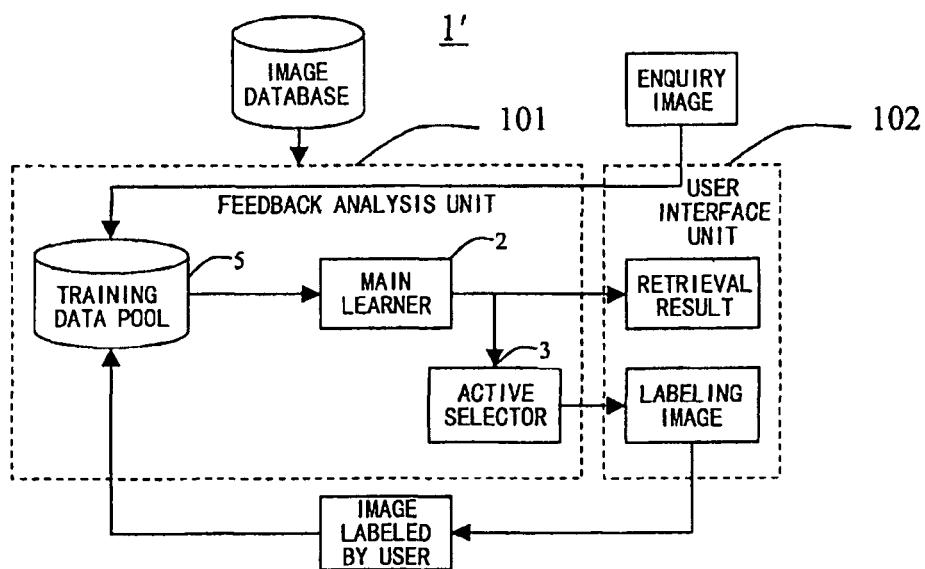 1'
IMAGE
DATABASE
ENQUIRY
IMAGE
101
102
FEEDBACK ANALYSIS UNIT
USER
INTERFACE
UNIT
5
TRAINING
DATA POOL
2
MAIN
LEARNER
RETRIEVAL
RESULT
3
ACTIVE
SELECTOR
LABELING
IMAGE
IMAGE
LABELED
BY USER